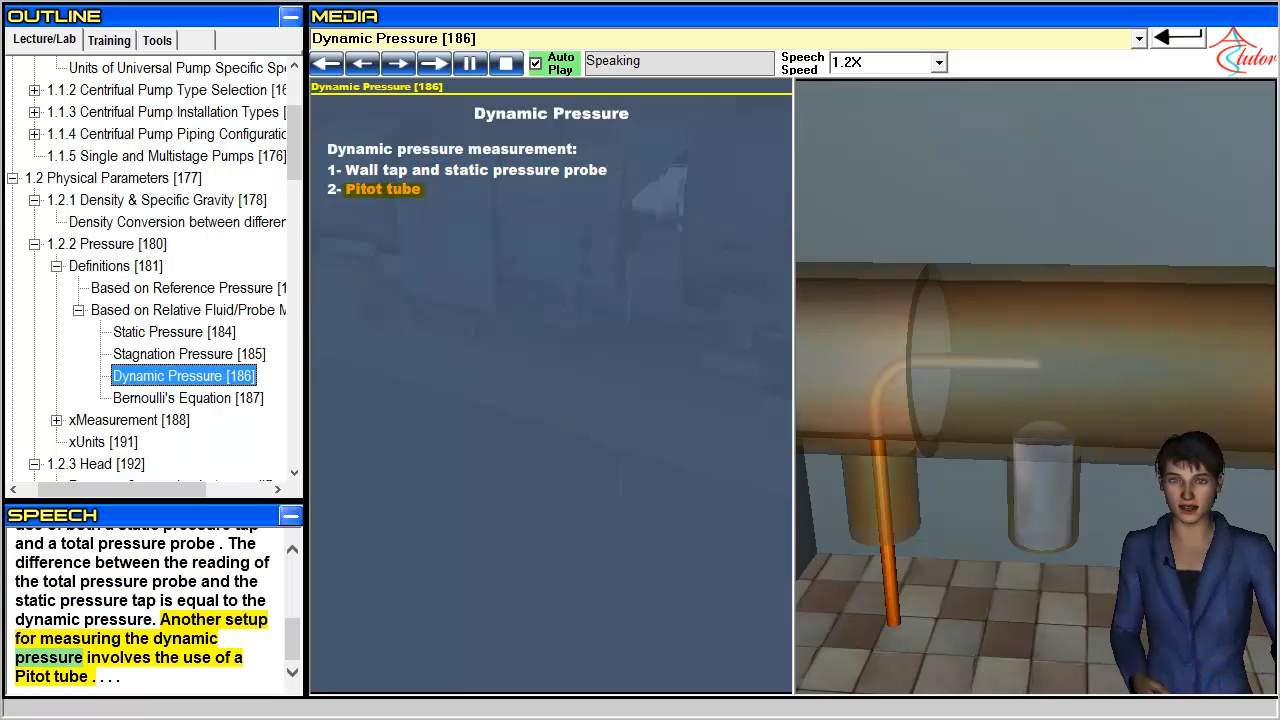 OUTLINE
Lecture/Lab Training Tools
Units of Universal Pump Specific Spe
1.1.2 Centrifugal Pump Type Selection [16
1.1.3 Centrifugal Pump Installation Types [
1.1.4 Centrifugal Pump Piping Configuratio
1.1.5 Single and Multistage Pumps [176]
1.2 Physical Parameters [177]
1.2.1 Density & Specific Gravity [178]
Density Conversion between differen
1.2.2 Pressure [180]
Definitions [181]
Based on Reference Pressure [1
Based on Relative Fluid/Probe M
Static Pressure [184]
Stagnation Pressure [185]
Dynamic Pressure [186]
Bernoulli's Equation [187]
xMeasurement [188]
xUnits [191]
1.2.3 Head [192]
SPEECH
and a total pressure probe . The
difference between the reading of
the total pressure probe and the
static pressure tap is equal to the
dynamic pressure. Another setup
for measuring the dynamic
pressure involves the use of a
Pitot tube . . . .
MEDIA
Dynamic Pressure [186]
Auto
Play
Speaking
Speech
Speed
1.2X
tutor
Dynamic Pressure [186]
Dynamic Pressure
Dynamic pressure measurement:
1- Wall tap and static pressure probe
2- Pitot tube